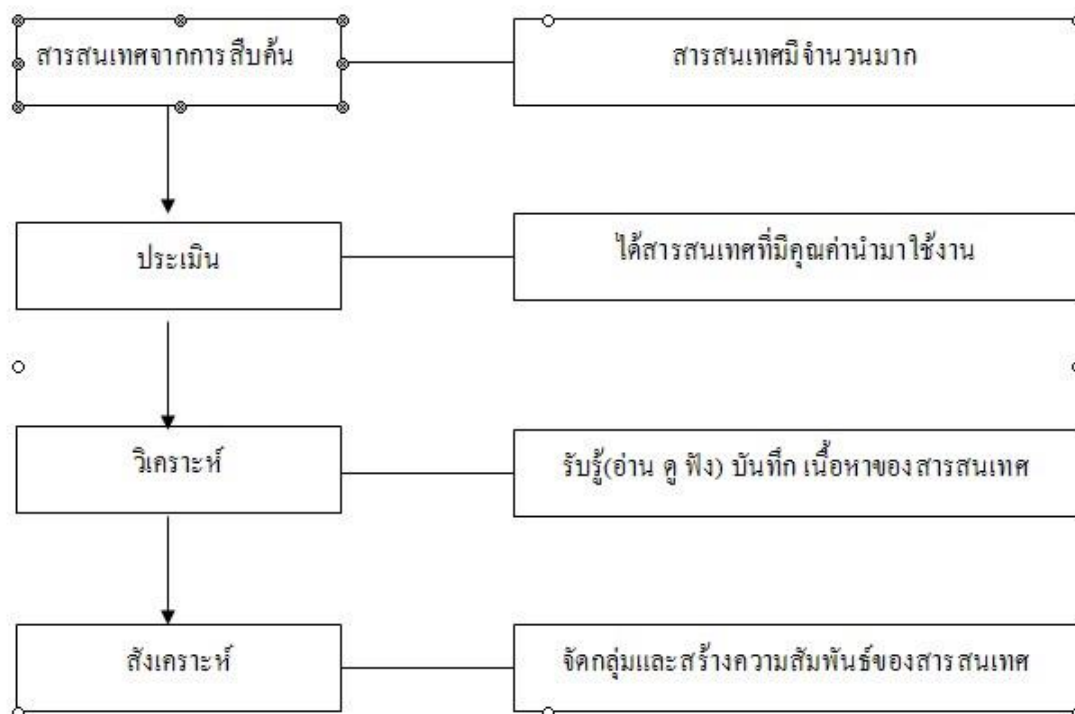 สารสนเทศจากการสืบค้น
สารสนเทศมีจำนวนมาก
ประเมิน
ได้สารสนเทศที่มีคุณค่านำมาใช้งาน
วิเคราะห์
รับรู้(อ่าน ดู ฟัง) บันทึก เนื้อหาของสารสนเทศ
สังเคราะห์
จัดกลุ่มและสร้างความสัมพันธ์ของสารสนเทศ